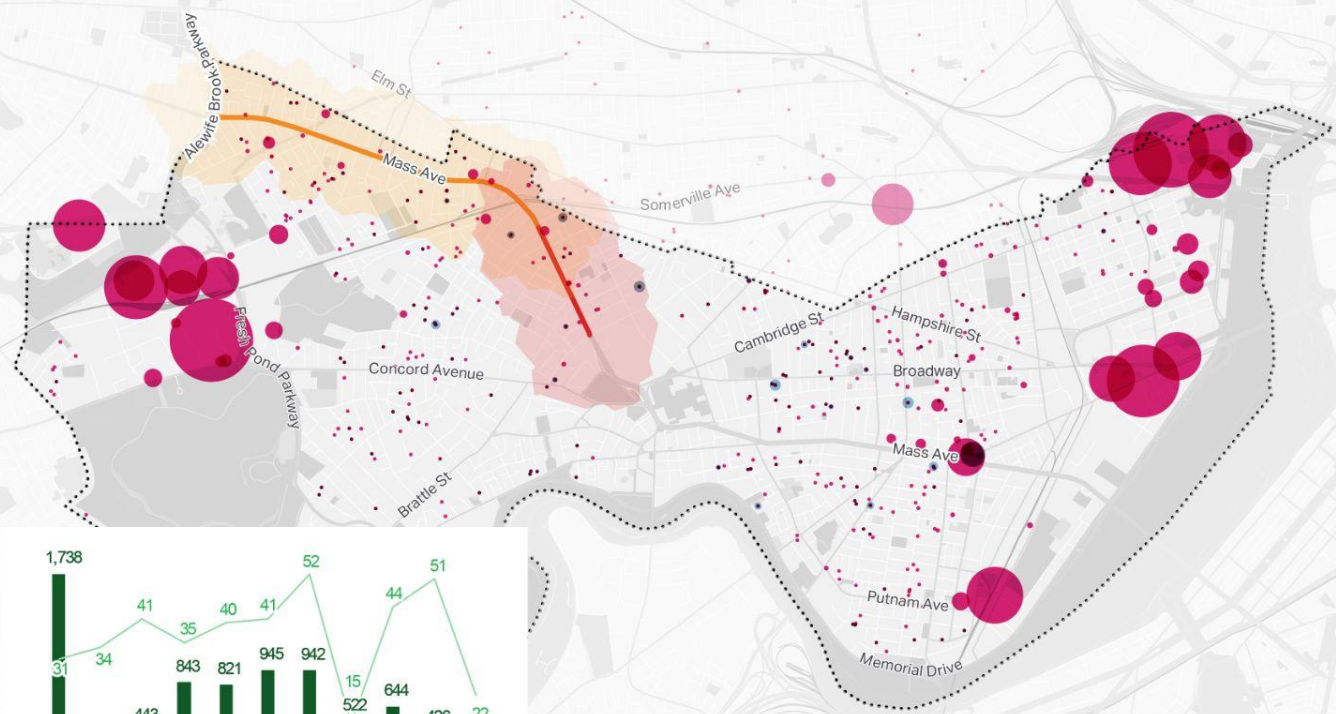 Alewife Brook Parkway
Elm St
Mass Ave
Somerville Ave
Fresh Pond Parkway
Concord Avenue
Brattle St
Cambridge St
Hampshire St
Broadway
Mass Ave
Putnam Ave
Memorial Drive
1,738
52
51
41
40
41
44
35
34
31
945
942
843
821
15
644
522
22